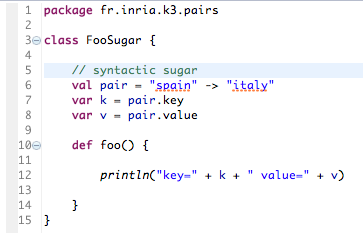 1 package fr.inria.k3.pairs
2
3 class FooSugar {
4
5 // syntactic sugar
6 val pair = "spain" -> "italy"
7 var k = pair.key
8 var v = pair.value
9
10 def foo() {
11
12 println("key=" + k + " value=" + v)
13
14 }
15 }